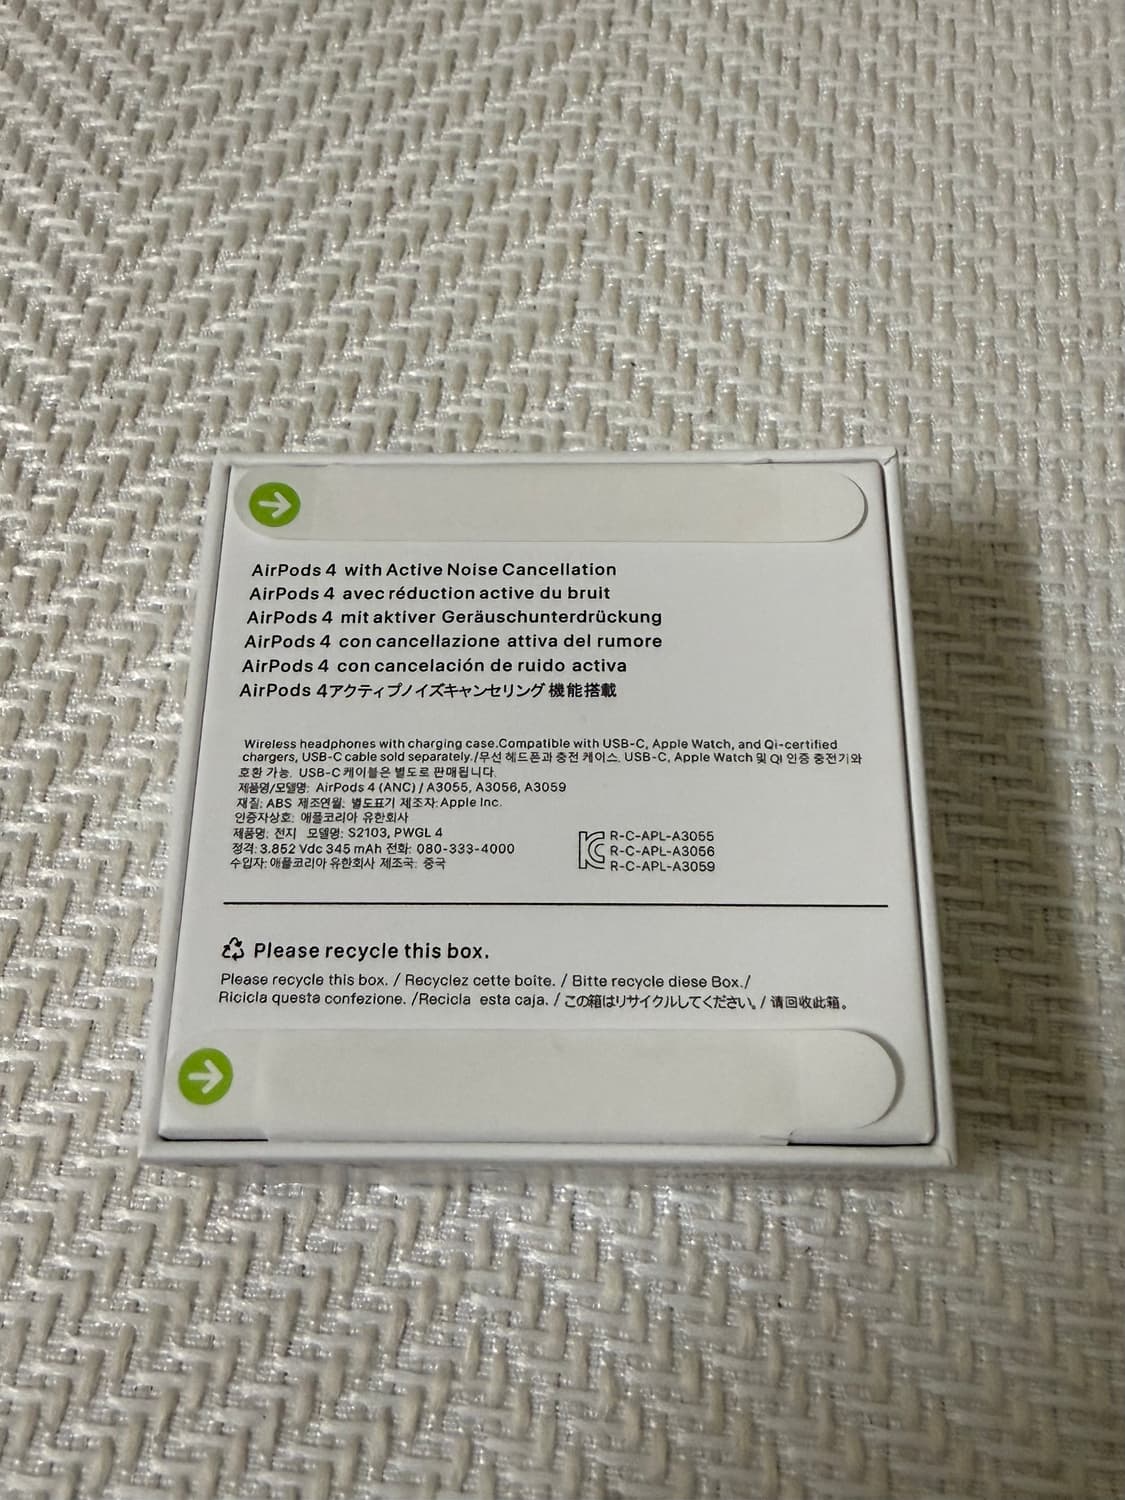 AirPods 4 with Active Noise Cancellation
AirPods 4 avec réduction active du bruit
AirPods 4 mit aktiver Geräuschunterdrückung
AirPods 4 con cancellazione attiva del rumore
AirPods 4 con cancelación de ruido activa
AirPods 4アクティブノイズキャンセリング 機能搭載
Wireless headphones with charging case.Compatible with USB-C, Apple Watch, and Qi-certified
chargers, USB-C cable sold separately./무선 헤드폰과 충전 케이스. USB-C, Apple Watch 및 QI 인증 충전기와
호환 가능. USB-C 케이블은 별도로 판매됩니다.
제품명/모델명: AirPods 4 (ANC) / A3055, A3056, A3059
재질: ABS 제조연월: 별도표기 제조자:Apple Inc.
인증자상호: 애플코리아 유한회사
제품명: 전지 모델명: S2103, PWGL 4
정격: 3.852 Vdc 345 mAh 전화: 080-333-4000
수입자: 애플코리아 유한회사 제조국: 중국
R-C-APL-A3055
R-C-APL-A3056
R-C-APL-A3059
Please recycle this box.
Please recycle this box. / Recyclez cette boîte. / Bitte recycle diese Box./
Ricicla questa confezione. /Recicla esta caja. / この箱はリサイクルしてください。/ 请回收此箱。